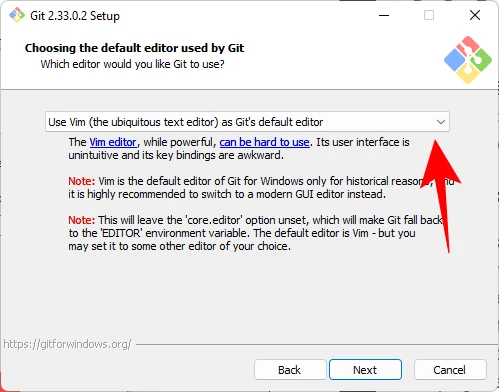 Git 2.33.0.2 Setup
Choosing the default editor used by Git
Which editor would you like Git to use?
Use Vim (the ubiquitous text editor) as Git's default editor
The Vim editor, while powerful, can be hard to use. Its user interface is
unintuitive and its key bindings are awkward.
Note: Vim is the default editor of Git for Windows only for historical reasons, and
it is highly recommended to switch to a modern GUI editor instead.
Note: This will leave the 'core.editor' option unset, which will make Git fall back
to the 'EDITOR' environment variable. The default editor is Vim - but you
may set it to some other editor of your choice.
https://gitforwindows.org/
Back
Next
Cancel